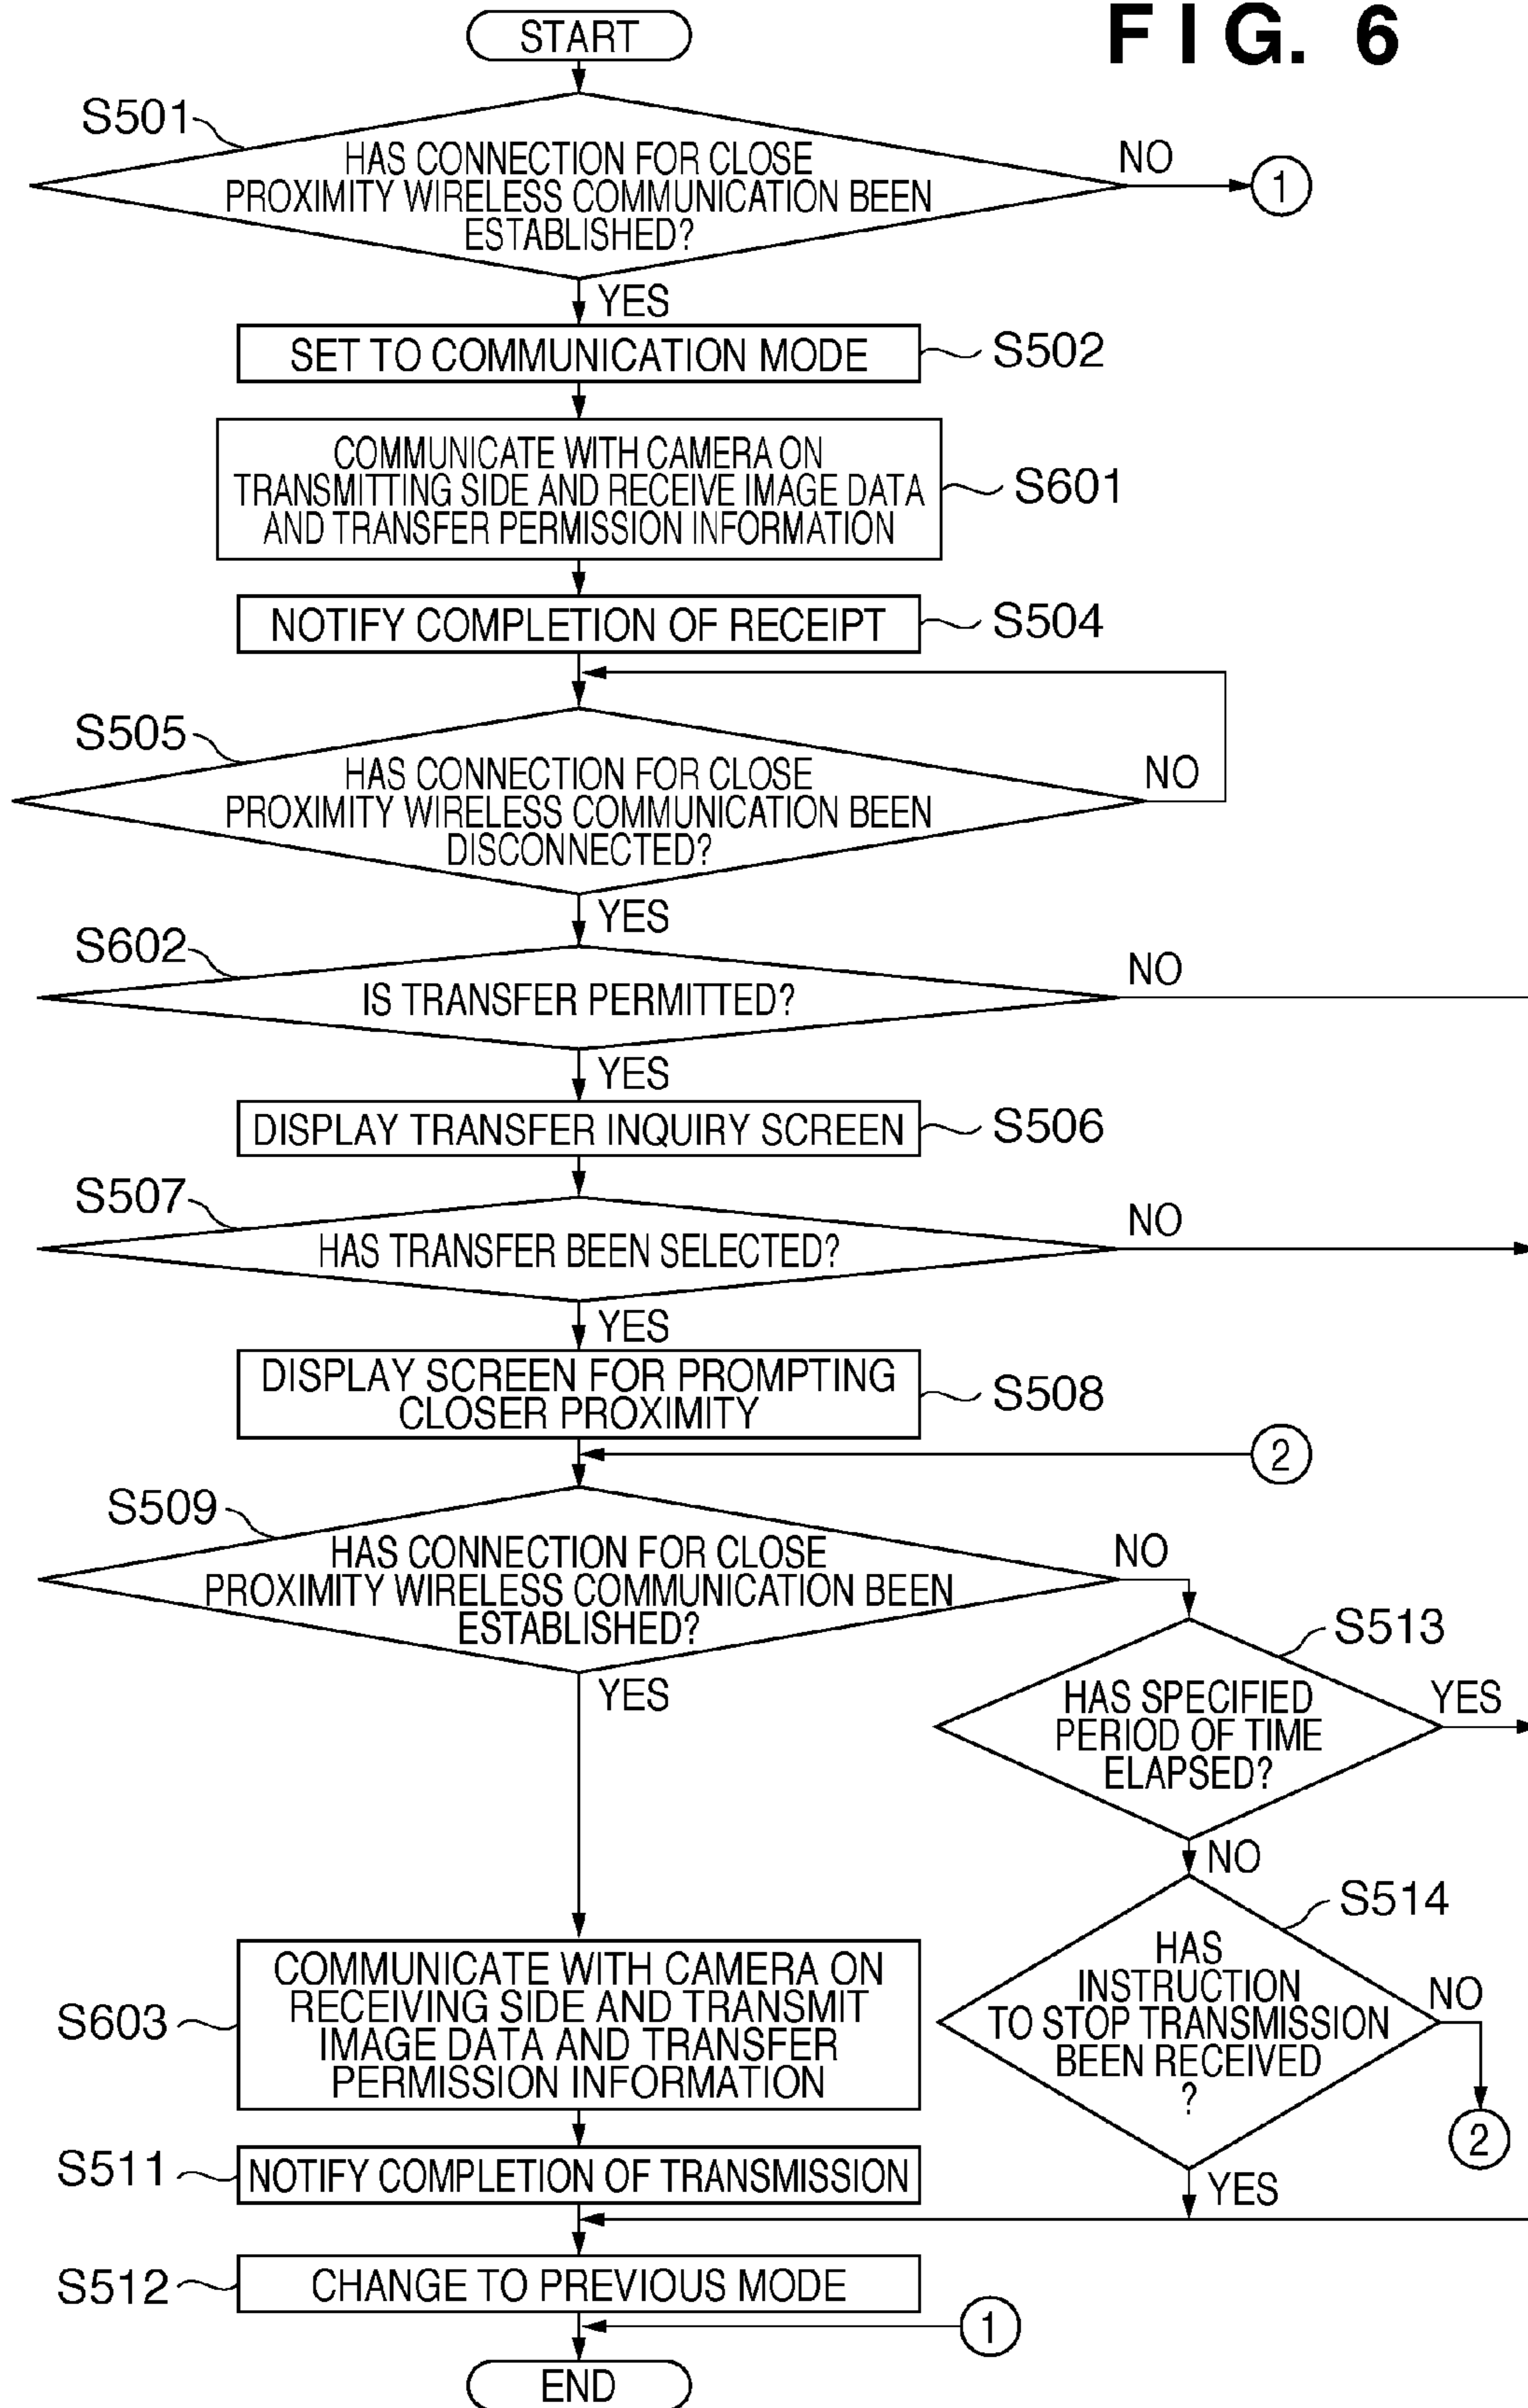 FIG. 6
START
S501
HAS CONNECTION FOR CLOSE
PROXIMITY WIRELESS COMMUNICATION BEEN
ESTABLISHED?
NO
1
YES
SET TO COMMUNICATION MODE
S502
COMMUNICATE WITH CAMERA ON
TRANSMITTING SIDE AND RECEIVE IMAGE DATA
AND TRANSFER PERMISSION INFORMATION
S601
NOTIFY COMPLETION OF RECEIPT
S504
S505
HAS CONNECTION FOR CLOSE
PROXIMITY WIRELESS COMMUNICATION BEEN
DISCONNECTED?
NO
YES
S602
IS TRANSFER PERMITTED?
NO
YES
DISPLAY TRANSFER INQUIRY SCREEN
S506
S507
HAS TRANSFER BEEN SELECTED?
NO
YES
DISPLAY SCREEN FOR PROMPTING
CLOSER PROXIMITY
S508
2
S509
HAS CONNECTION FOR CLOSE
PROXIMITY WIRELESS COMMUNICATION BEEN
ESTABLISHED?
NO
YES
S513
HAS SPECIFIED
PERIOD OF TIME
ELAPSED?
YES
NO
S514
HAS
INSTRUCTION
TO STOP TRANSMISSION
BEEN RECEIVED
?
NO
2
YES
S603
COMMUNICATE WITH CAMERA ON
RECEIVING SIDE AND TRANSMIT
IMAGE DATA AND TRANSFER
PERMISSION INFORMATION
S511
NOTIFY COMPLETION OF TRANSMISSION
S512
CHANGE TO PREVIOUS MODE
1
END